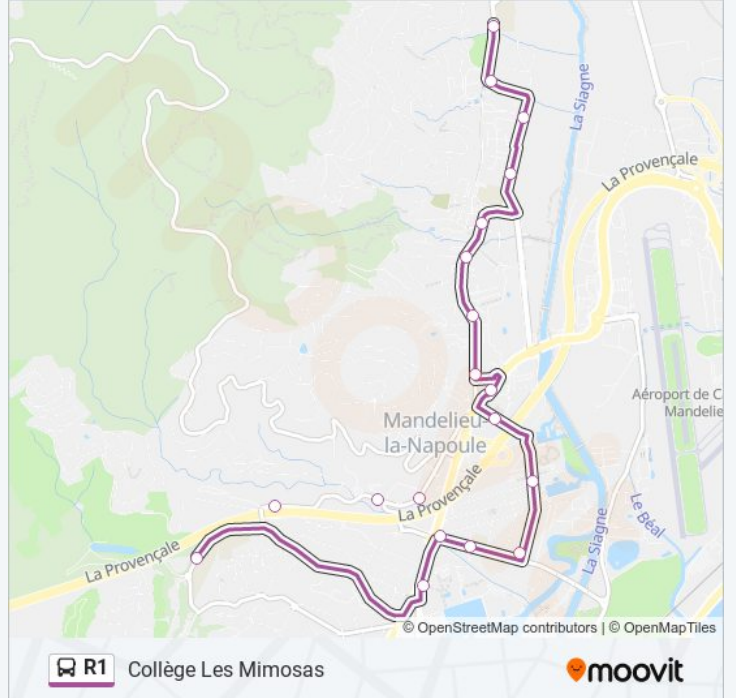 La Siagne
La Provençale
Aéroport de C
Mandelie
Mandelieu-
la-Napoule
La Provençale
Le Béal
La Siagne
La Provençale
© OpenStreetMap contributors | © OpenMapTiles
R1 Collège Les Mimosas
moovit